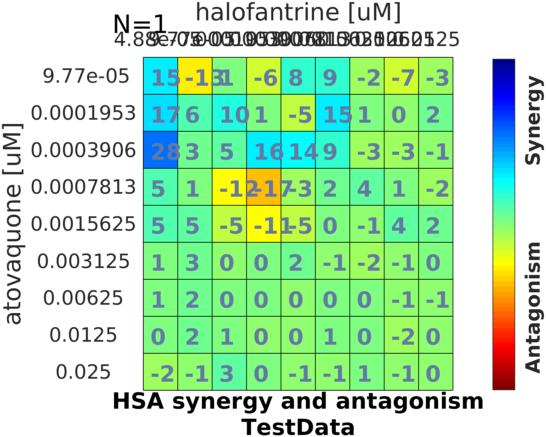 halofantrine [uM]
N=1
9.77e-05 15 -13 1 -6 8 9 -2 -7 -3
0.0001953 17 6 10 1 -5 15 1 0 2
0.0003906 28 3 5 16 14 9 -3 -3 -1
0.0007813 5 1 -12 -17 -3 2 4 1 -2
0.0015625 5 5 -5 -11 -5 0 -1 4 2
0.003125 1 3 0 0 2 -1 -2 -1 0
0.00625 1 2 0 0 0 0 0 -1 -1
0.0125 0 2 1 0 0 1 0 -2 0
0.025 -2 -1 3 0 -1 -1 1 -1 0
atovaquone [uM]
Synergy
Antagonism
HSA synergy and antagonism
TestData